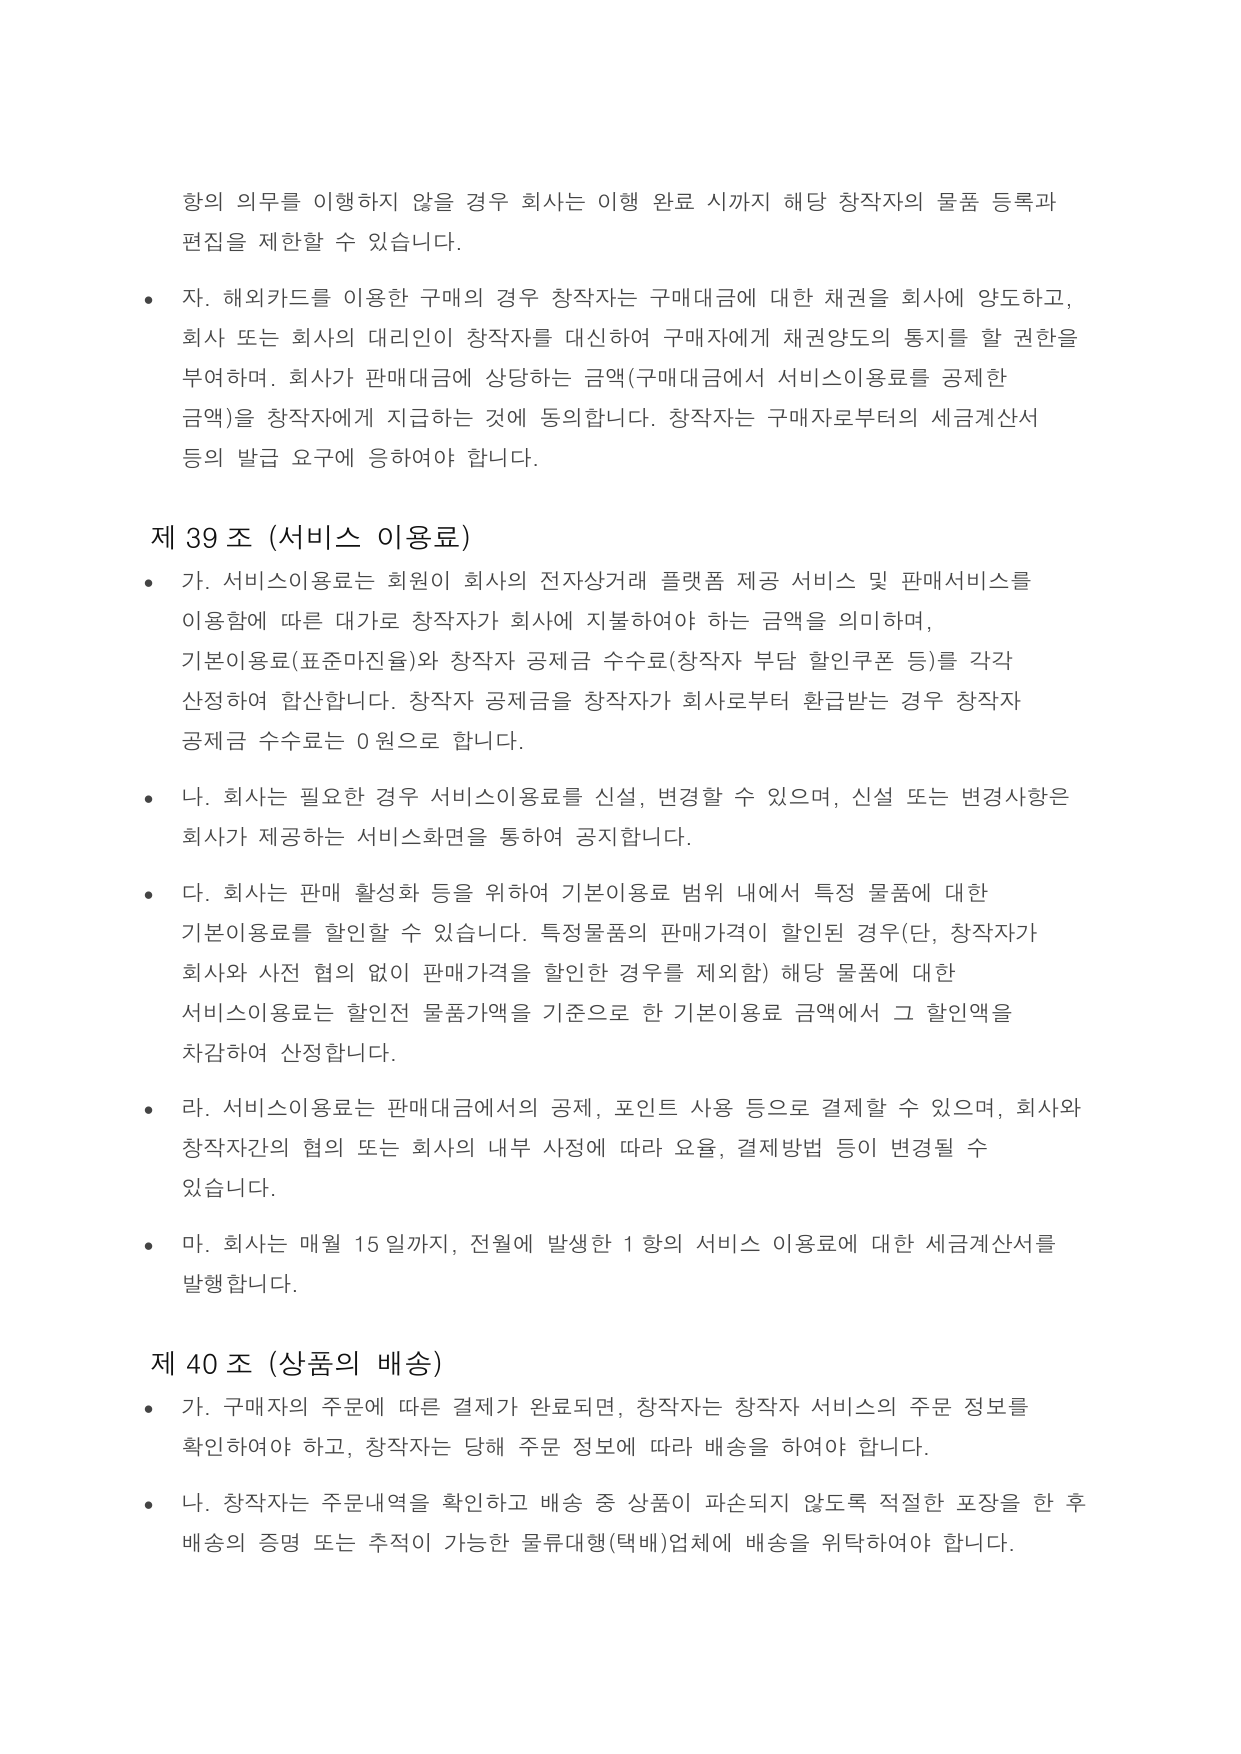 항의 의무를 이행하지 않을 경우 회사는 이행 완료 시까지 해당 창작자의 물품 등록과
편집을 제한할 수 있습니다.
• 자. 해외카드를 이용한 구매의 경우 창작자는 구매대금에 대한 채권을 회사에 양도하고,
회사 또는 회사의 대리인이 창작자를 대신하여 구매자에게 채권양도의 통지를 할 권한을
부여하며. 회사가 판매대금에 상당하는 금액(구매대금에서 서비스이용료를 공제한
금액)을 창작자에게 지급하는 것에 동의합니다. 창작자는 구매자로부터의 세금계산서
등의 발급 요구에 응하여야 합니다.
제 39 조 (서비스 이용료)
• 가. 서비스이용료는 회원이 회사의 전자상거래 플랫폼 제공 서비스 및 판매서비스를
이용함에 따른 대가로 창작자가 회사에 지불하여야 하는 금액을 의미하며,
기본이용료(표준마진율)와 창작자 공제금 수수료(창작자 부담 할인쿠폰 등)를 각각
산정하여 합산합니다. 창작자 공제금을 창작자가 회사로부터 환급받는 경우 창작자
공제금 수수료는 0 원으로 합니다.
• 나. 회사는 필요한 경우 서비스이용료를 신설, 변경할 수 있으며, 신설 또는 변경사항은
회사가 제공하는 서비스화면을 통하여 공지합니다.
• 다. 회사는 판매 활성화 등을 위하여 기본이용료 범위 내에서 특정 물품에 대한
기본이용료를 할인할 수 있습니다. 특정물품의 판매가격이 할인된 경우(단, 창작자가
회사와 사전 협의 없이 판매가격을 할인한 경우를 제외함) 해당 물품에 대한
서비스이용료는 할인전 물품가액을 기준으로 한 기본이용료 금액에서 그 할인액을
차감하여 산정합니다.
• 라. 서비스이용료는 판매대금에서의 공제, 포인트 사용 등으로 결제할 수 있으며, 회사와
창작자간의 협의 또는 회사의 내부 사정에 따라 요율, 결제방법 등이 변경될 수
있습니다.
• 마. 회사는 매월 15 일까지, 전월에 발생한 1 항의 서비스 이용료에 대한 세금계산서를
발행합니다.
제 40 조 (상품의 배송)
• 가. 구매자의 주문에 따른 결제가 완료되면, 창작자는 창작자 서비스의 주문 정보를
확인하여야 하고, 창작자는 당해 주문 정보에 따라 배송을 하여야 합니다.
• 나. 창작자는 주문내역을 확인하고 배송 중 상품이 파손되지 않도록 적절한 포장을 한 후
배송의 증명 또는 추적이 가능한 물류대행(택배)업체에 배송을 위탁하여야 합니다.